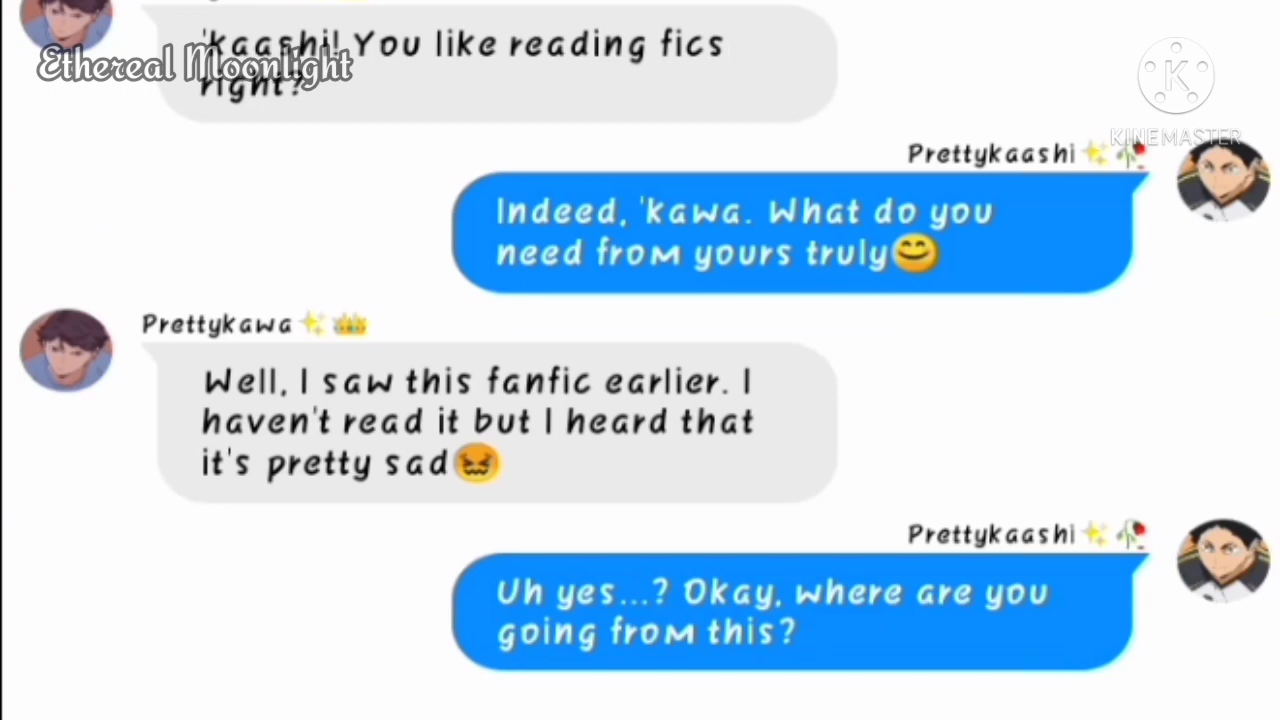 'kaashi! You like reading fics
Ethereal Moonlight
right?
KINEMASTER
Prettykaashi✨🥀
Indeed, 'kawa. What do you
need from yours truly😊
Prettykawa✨👑
Well, I saw this fanfic earlier. I
haven't read it but I heard that
it's pretty sad😖
Prettykaashi✨🥀
Uh yes...? Okay, where are you
going from this?